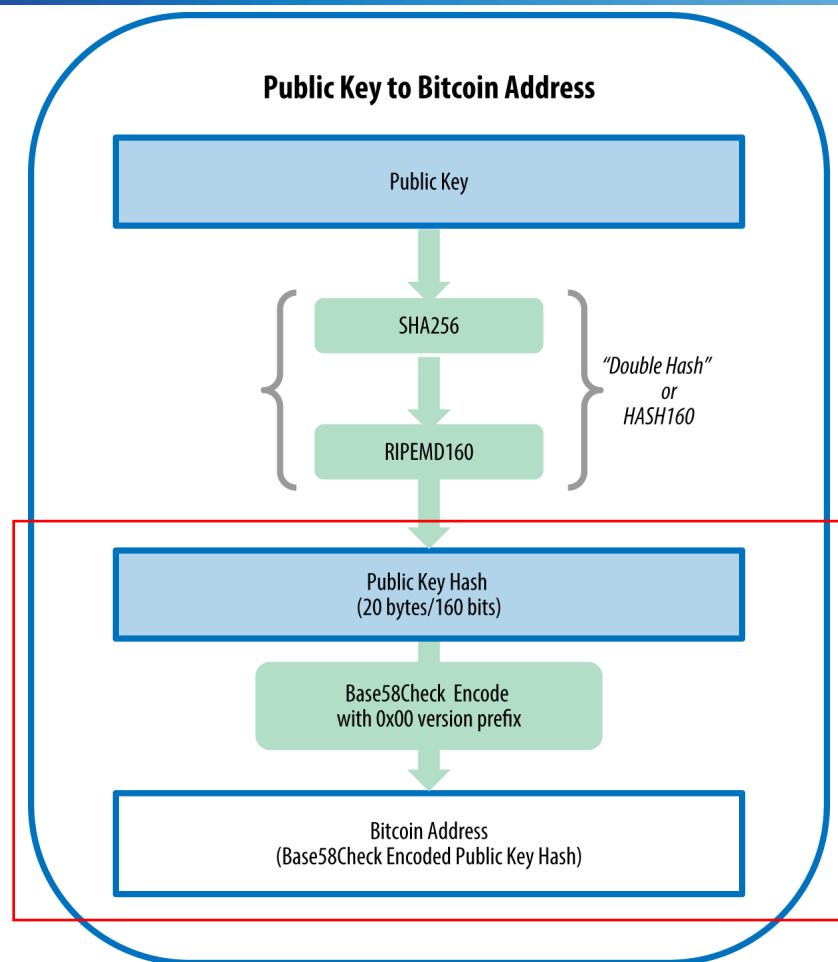 Public Key to Bitcoin Address
Public Key
SHA256
“Double Hash”
or
HASH160
RIPEMD160
Public Key Hash
(20 bytes/160 bits)
Base58Check Encode
with 0x00 version prefix
Bitcoin Address
(Base58Check Encoded Public Key Hash)